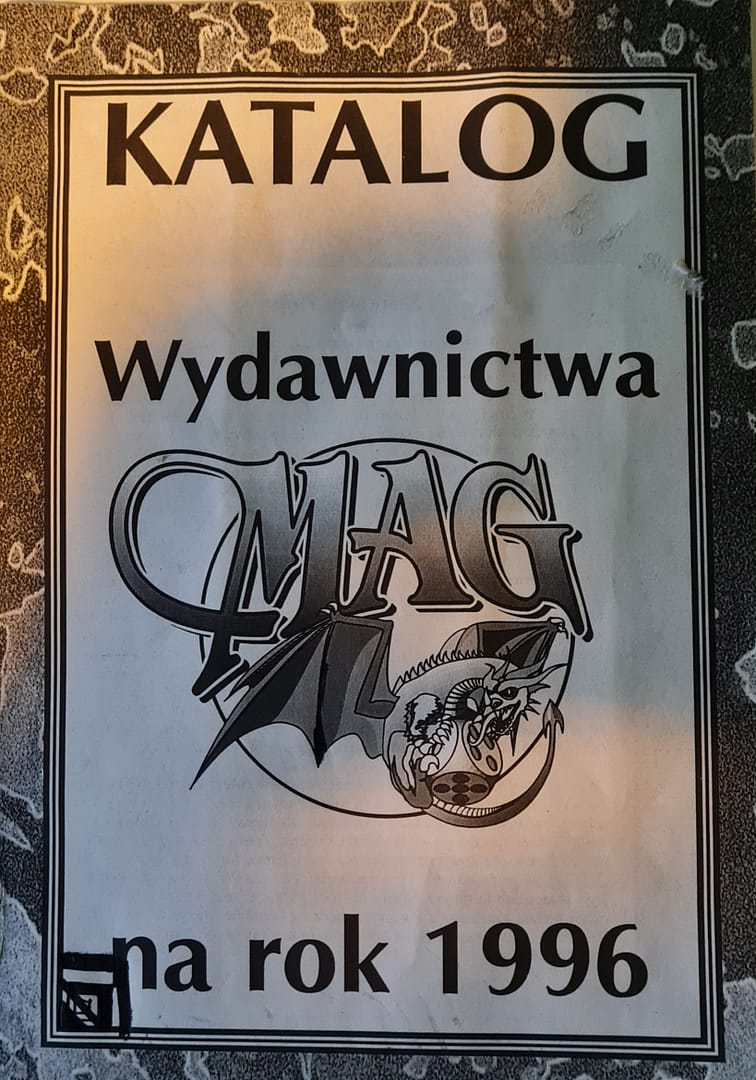 KATALOG
Wydawnictwa
MAG
na rok 1996